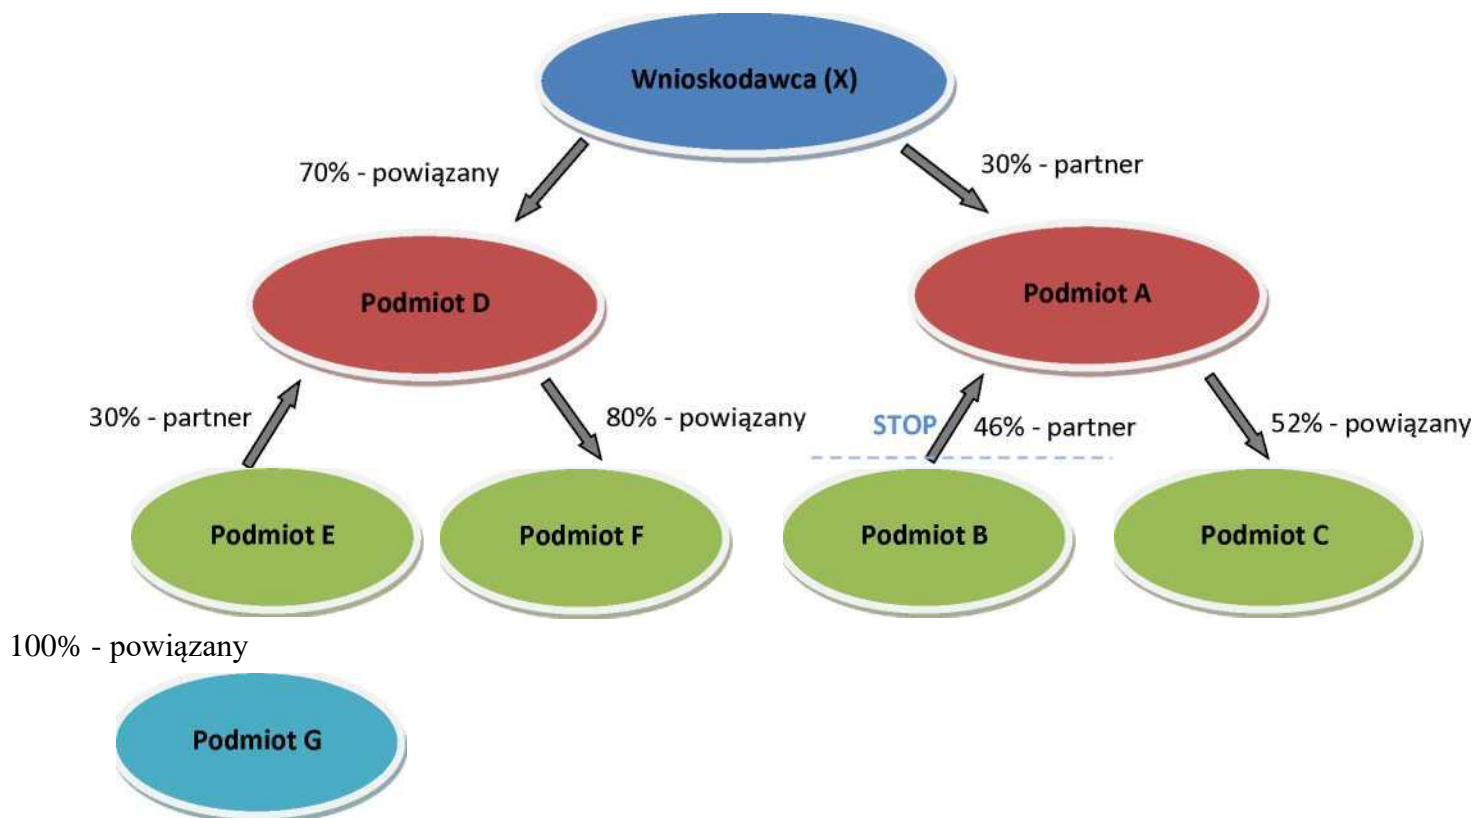 Wnioskodawca (X)
70% - powiązany
30% - partner
Podmiot D
Podmiot A
30% - partner
80% - powiązany
STOP
46% - partner
52% - powiązany
Podmiot E
Podmiot F
Podmiot B
Podmiot C
100% - powiązany
Podmiot G